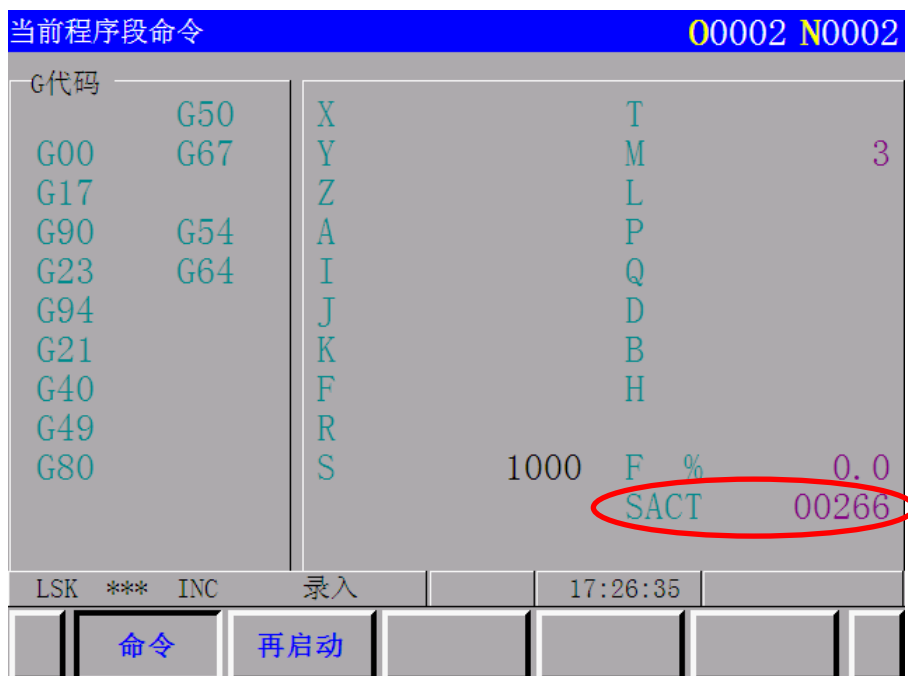 当前程序段命令 O0002 N0002
G代码
G50 X T
G00 G67 Y M 3
G17 Z L
G90 G54 A P
G23 G64 I Q
G94 J D
G21 K B
G40 F H
G49 R
G80 S 1000 F % 0.0
SACT 00266
LSK *** INC 录入 17:26:35
命令 再启动